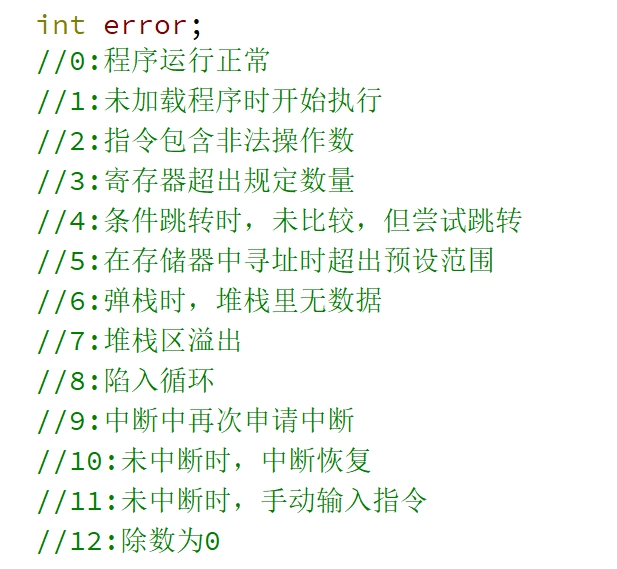 int error;
//0:程序运行正常
//1:未加载程序时开始执行
//2:指令包含非法操作数
//3:寄存器超出规定数量
//4:条件跳转时，未比较，但尝试跳转
//5:在存储器中寻址时超出预设范围
//6:弹栈时，堆栈里无数据
//7:堆栈区溢出
//8:陷入循环
//9:中断中再次申请中断
//10:未中断时，中断恢复
//11:未中断时，手动输入指令
//12:除数为0